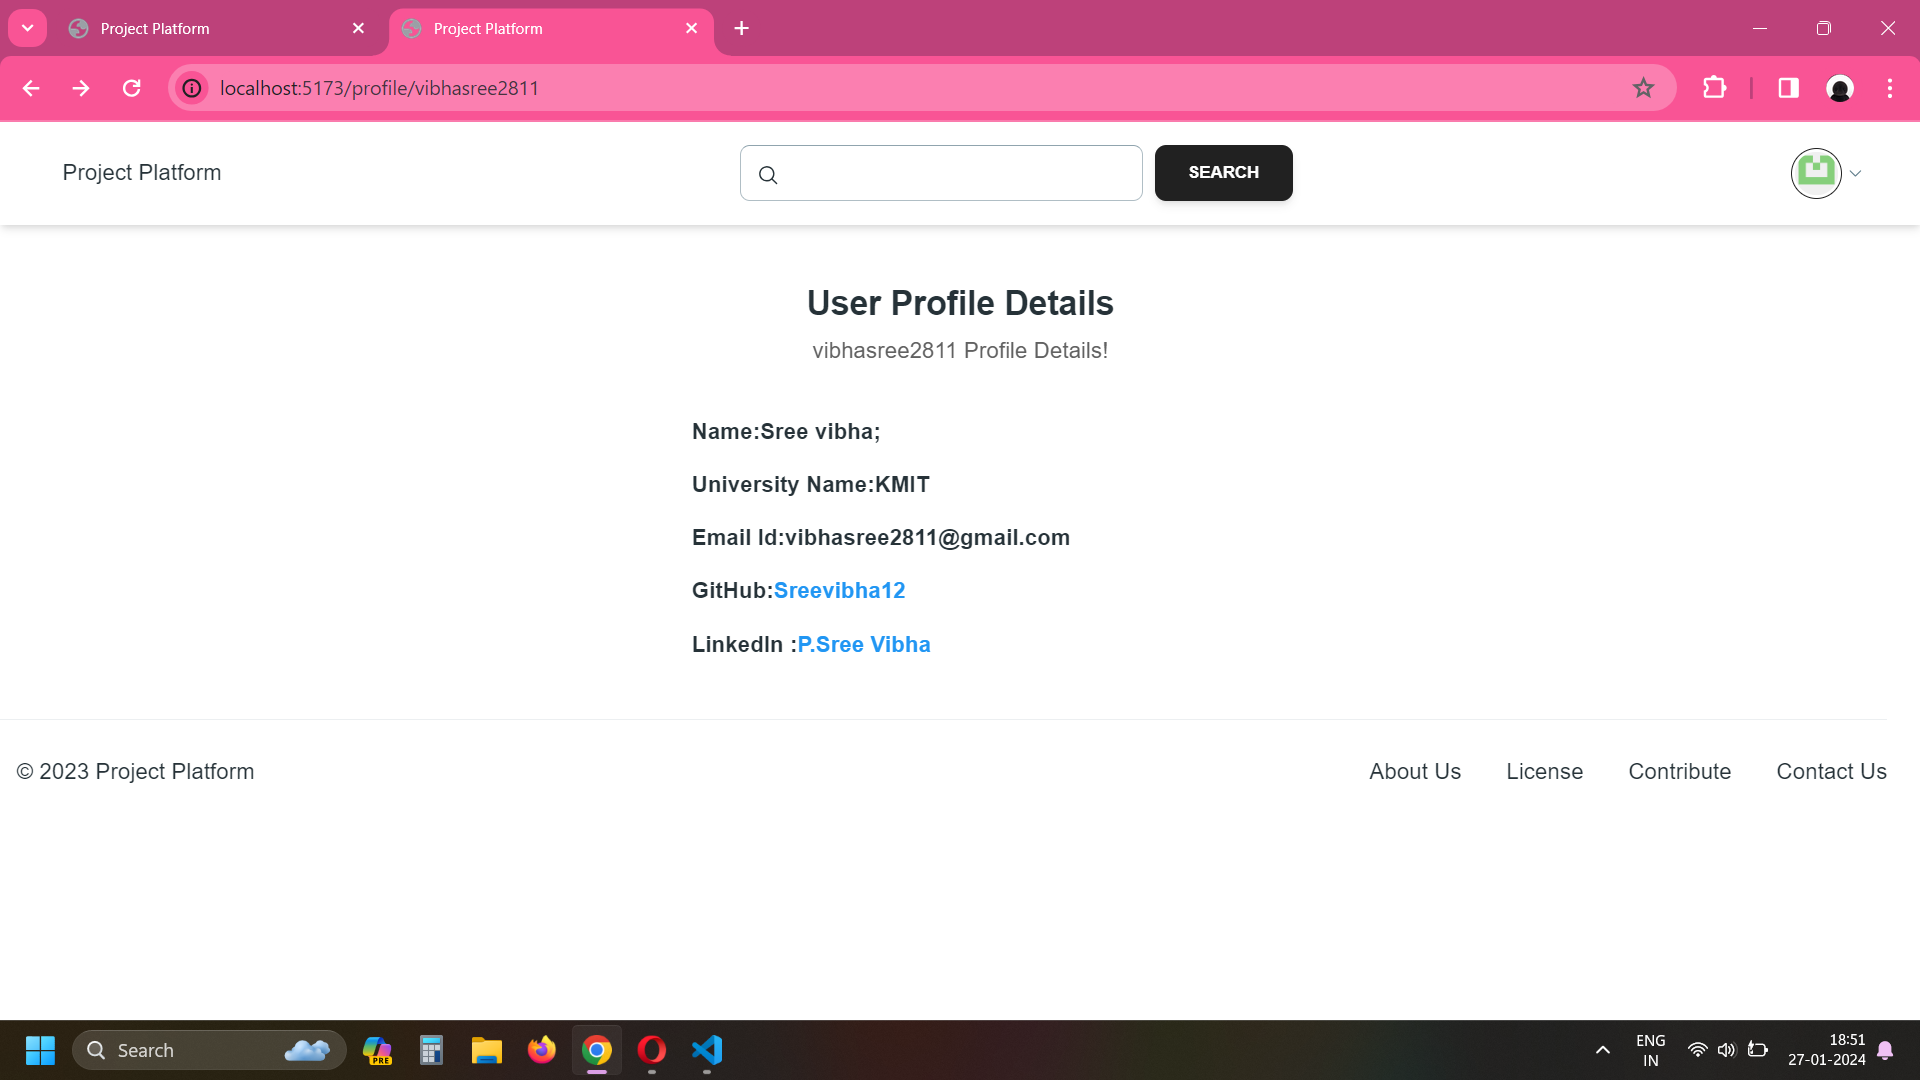 Project Platform
Project Platform
localhost:5173/profile/vibhasree2811
Project Platform
SEARCH
User Profile Details
vibhasree2811 Profile Details!
Name:Sree vibha;
University Name:KMIT
Email Id:vibhasree2811@gmail.com
GitHub:Sreevibha12
LinkedIn :P.Sree Vibha
© 2023 Project Platform
About Us
License
Contribute
Contact Us
Search
PRE
ENG
IN
18:51
27-01-2024